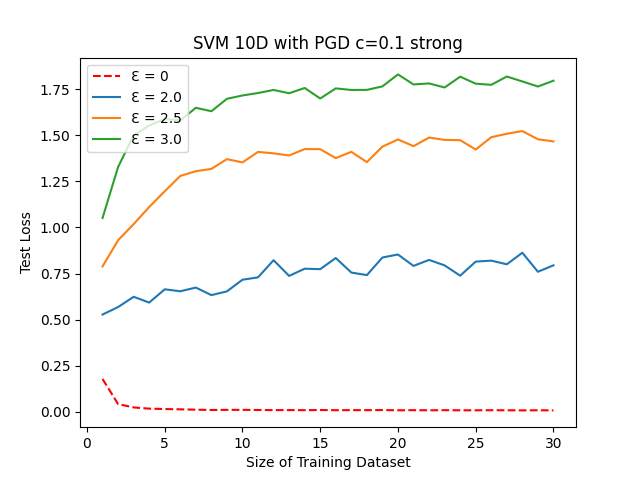 SVM 10D with PGD c=0.1 strong
Ɛ = 0
Ɛ = 2.0
Ɛ = 2.5
Ɛ = 3.0
1.75
1.50
1.25
1.00
0.75
0.50
0.25
0.00
Test Loss
0 5 10 15 20 25 30
Size of Training Dataset